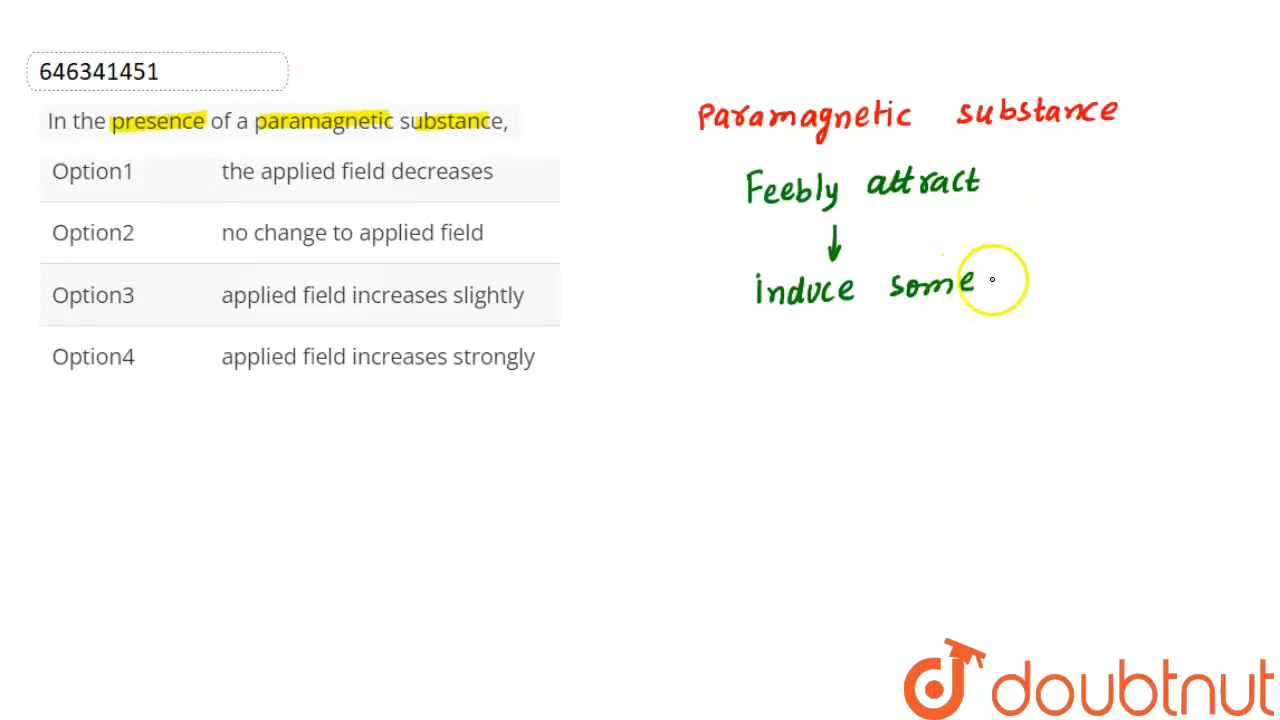 646341451
In the presence of a paramagnetic substance,
Option1 the applied field decreases
Option2 no change to applied field
Option3 applied field increases slightly
Option4 applied field increases strongly
Paramagnetic substance
Feebly attract
induce some
doubtnut